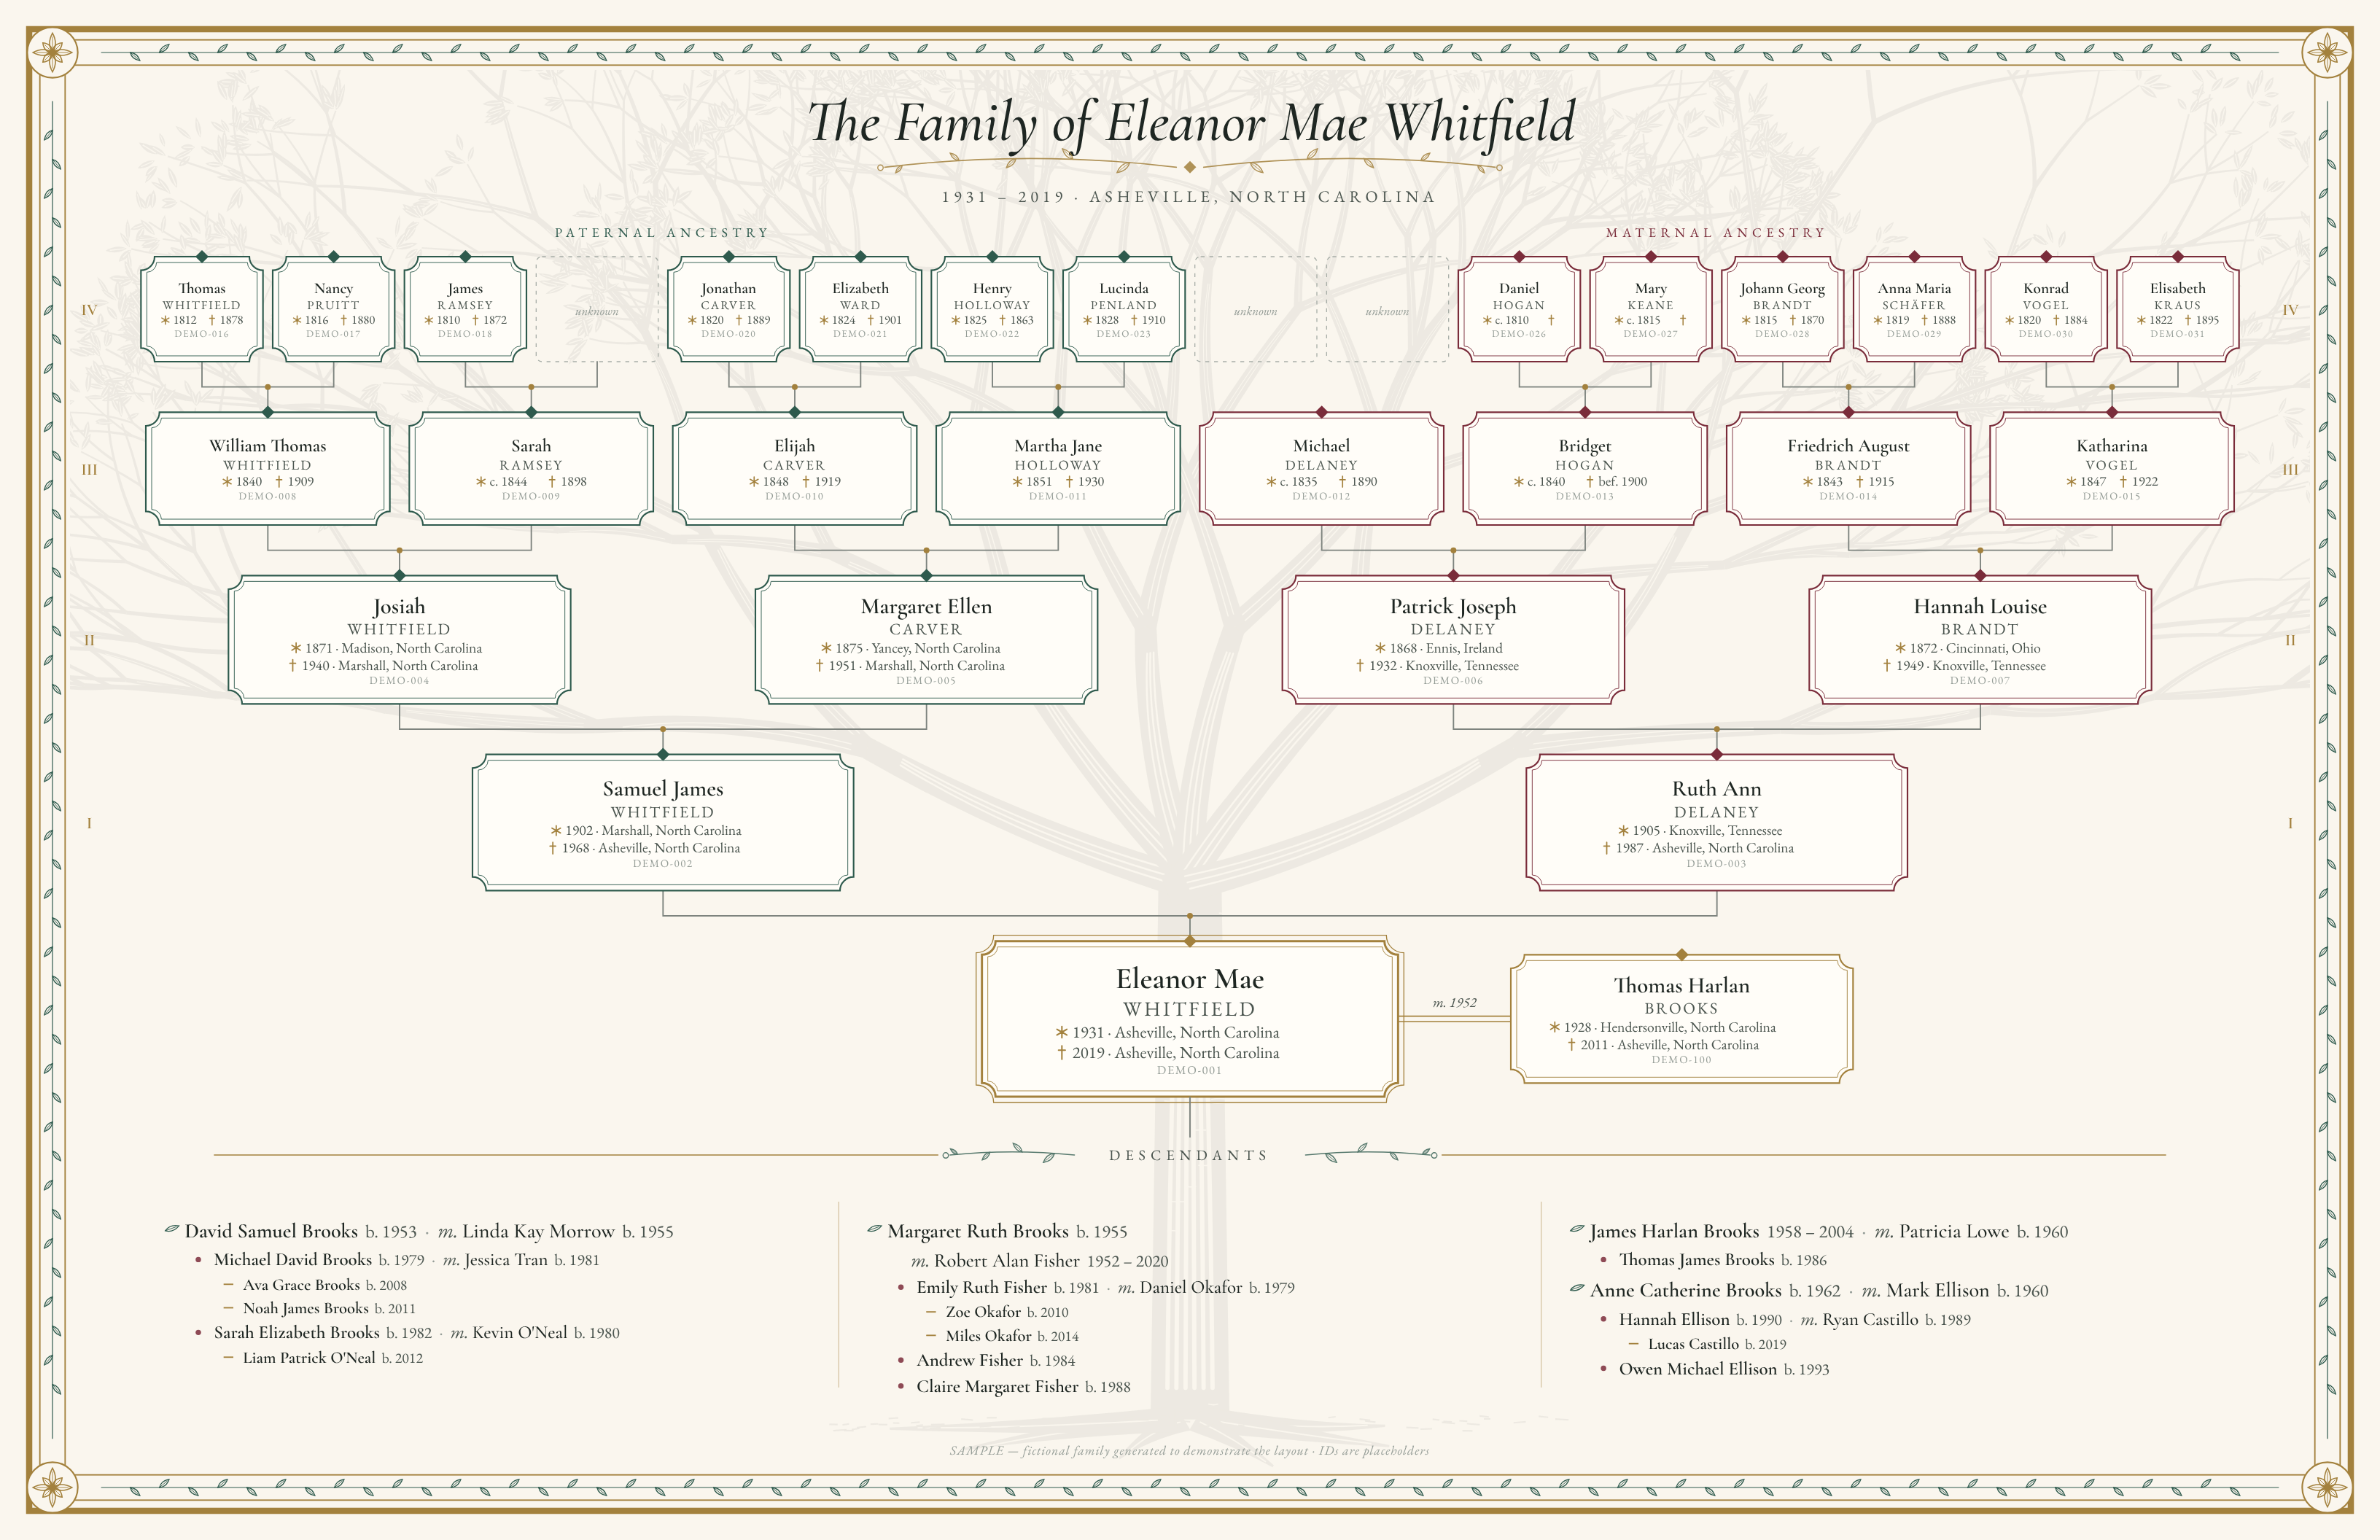 The Family of Eleanor Mae Whitfield
1931 – 2019 · ASHEVILLE, NORTH CAROLINA
PATERNAL ANCESTRY
MATERNAL ANCESTRY
IV
Thomas
WHITFIELD
* 1812 † 1878
DEMO-016
Nancy
PRUITT
* 1816 † 1880
DEMO-017
James
RAMSEY
* 1810 † 1872
DEMO-018
unknown
Jonathan
CARVER
* 1820 † 1889
DEMO-020
Elizabeth
WARD
* 1824 † 1901
DEMO-021
Henry
HOLLOWAY
* 1825 † 1863
DEMO-022
Lucinda
PENLAND
* 1828 † 1910
DEMO-023
unknown
unknown
Daniel
HOGAN
* c. 1810 †
DEMO-026
Mary
KEANE
* c. 1815 †
DEMO-027
Johann Georg
BRANDT
* 1815 † 1870
DEMO-028
Anna Maria
SCHÄFER
* 1819 † 1888
DEMO-029
Konrad
VOGEL
* 1820 † 1884
DEMO-030
Elisabeth
KRAUS
* 1822 † 1895
DEMO-031
IV
III
William Thomas
WHITFIELD
* 1840 † 1909
DEMO-008
Sarah
RAMSEY
* c. 1844 † 1898
DEMO-009
Elijah
CARVER
* 1848 † 1919
DEMO-010
Martha Jane
HOLLOWAY
* 1851 † 1930
DEMO-011
Michael
DELANEY
* c. 1835 † 1890
DEMO-012
Bridget
HOGAN
* c. 1840 † bef. 1900
DEMO-013
Friedrich August
BRANDT
* 1843 † 1915
DEMO-014
Katharina
VOGEL
* 1847 † 1922
DEMO-015
III
II
Josiah
WHITFIELD
* 1871 · Madison, North Carolina
† 1940 · Marshall, North Carolina
DEMO-004
Margaret Ellen
CARVER
* 1875 · Yancey, North Carolina
† 1951 · Marshall, North Carolina
DEMO-005
Patrick Joseph
DELANEY
* 1868 · Ennis, Ireland
† 1932 · Knoxville, Tennessee
DEMO-006
Hannah Louise
BRANDT
* 1872 · Cincinnati, Ohio
† 1949 · Knoxville, Tennessee
DEMO-007
II
I
Samuel James
WHITFIELD
* 1902 · Marshall, North Carolina
† 1968 · Asheville, North Carolina
DEMO-002
Ruth Ann
DELANEY
* 1905 · Knoxville, Tennessee
† 1987 · Asheville, North Carolina
DEMO-003
I
Eleanor Mae
WHITFIELD
* 1931 · Asheville, North Carolina
† 2019 · Asheville, North Carolina
DEMO-001
m. 1952
Thomas Harlan
BROOKS
* 1928 · Hendersonville, North Carolina
† 2011 · Asheville, North Carolina
DEMO-100
DESCENDANTS
David Samuel Brooks b. 1953 · m. Linda Kay Morrow b. 1955
• Michael David Brooks b. 1979 · m. Jessica Tran b. 1981
– Ava Grace Brooks b. 2008
– Noah James Brooks b. 2011
• Sarah Elizabeth Brooks b. 1982 · m. Kevin O'Neal b. 1980
– Liam Patrick O'Neal b. 2012
Margaret Ruth Brooks b. 1955
m. Robert Alan Fisher 1952 – 2020
• Emily Ruth Fisher b. 1981 · m. Daniel Okafor b. 1979
– Zoe Okafor b. 2010
– Miles Okafor b. 2014
• Andrew Fisher b. 1984
• Claire Margaret Fisher b. 1988
James Harlan Brooks 1958 – 2004 · m. Patricia Lowe b. 1960
• Thomas James Brooks b. 1986
Anne Catherine Brooks b. 1962 · m. Mark Ellison b. 1960
• Hannah Ellison b. 1990 · m. Ryan Castillo b. 1989
– Lucas Castillo b. 2019
• Owen Michael Ellison b. 1993
SAMPLE — fictional family generated to demonstrate the layout · IDs are placeholders